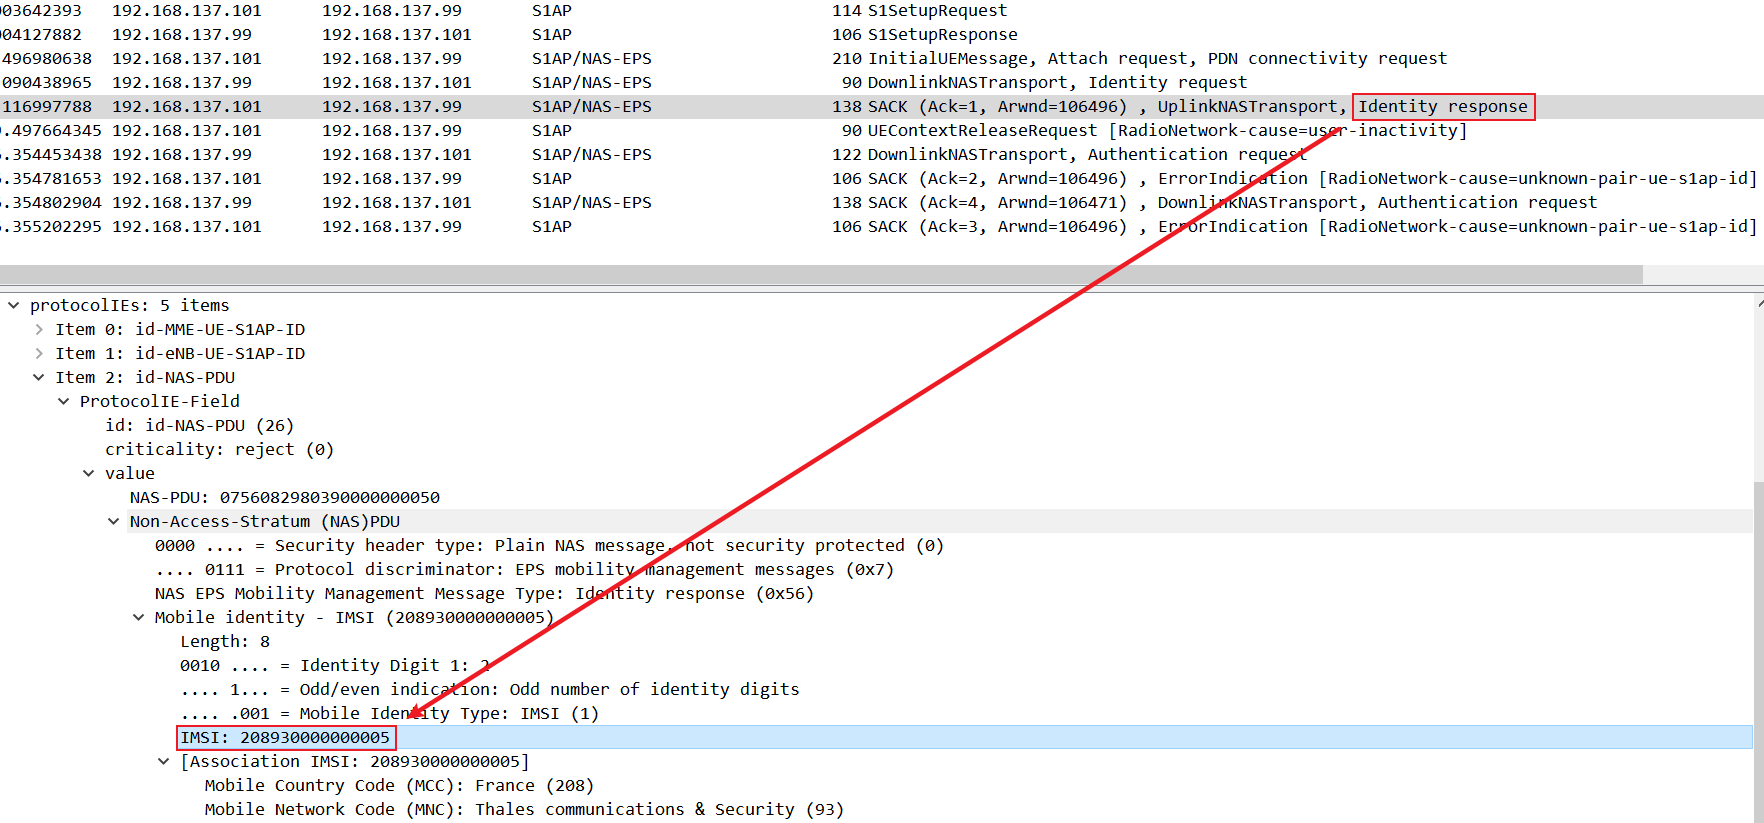 003642393 192.168.137.101 192.168.137.99 S1AP 114 S1SetupRequest
004127882 192.168.137.99 192.168.137.101 S1AP 106 S1SetupResponse
.496980638 192.168.137.101 192.168.137.99 S1AP/NAS-EPS 210 InitialUEMessage, Attach request, PDN connectivity request
.090438965 192.168.137.99 192.168.137.101 S1AP/NAS-EPS 90 DownlinkNASTransport, Identity request
.116997788 192.168.137.101 192.168.137.99 S1AP/NAS-EPS 138 SACK (Ack=1, Arwnd=106496) , UplinkNASTransport, Identity response
.497664345 192.168.137.101 192.168.137.99 S1AP 90 UEContextReleaseRequest [RadioNetwork-cause=user-inactivity]
.354453438 192.168.137.99 192.168.137.101 S1AP/NAS-EPS 122 DownlinkNASTransport, Authentication request
.354781653 192.168.137.101 192.168.137.99 S1AP 106 SACK (Ack=2, Arwnd=106496) , ErrorIndication [RadioNetwork-cause=unknown-pair-ue-s1ap-id]
.354802904 192.168.137.99 192.168.137.101 S1AP/NAS-EPS 138 SACK (Ack=4, Arwnd=106471) , DownlinkNASTransport, Authentication request
.355202295 192.168.137.101 192.168.137.99 S1AP 106 SACK (Ack=3, Arwnd=106496) , ErrorIndication [RadioNetwork-cause=unknown-pair-ue-s1ap-id]
protocolIEs: 5 items
Item 0: id-MME-UE-S1AP-ID
Item 1: id-eNB-UE-S1AP-ID
Item 2: id-NAS-PDU
ProtocolIE-Field
id: id-NAS-PDU (26)
criticality: reject (0)
value
NAS-PDU: 0756082980390000000050
Non-Access-Stratum (NAS)PDU
0000 .... = Security header type: Plain NAS message, not security protected (0)
.... 0111 = Protocol discriminator: EPS mobility management messages (0x7)
NAS EPS Mobility Management Message Type: Identity response (0x56)
Mobile identity - IMSI (208930000000005)
Length: 8
0010 .... = Identity Digit 1: 2
.... 1... = Odd/even indication: Odd number of identity digits
.... .001 = Mobile Identity Type: IMSI (1)
IMSI: 208930000000005
[Association IMSI: 208930000000005]
Mobile Country Code (MCC): France (208)
Mobile Network Code (MNC): Thales communications & Security (93)